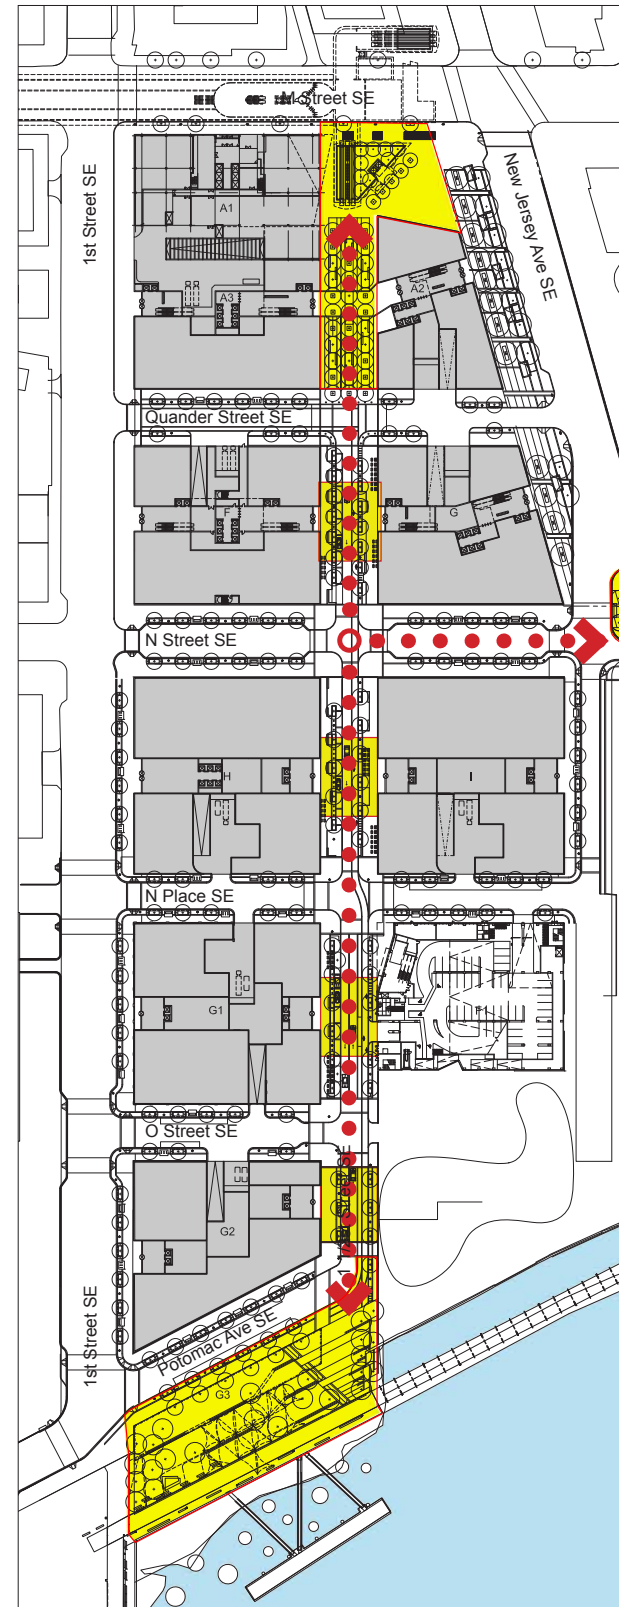 M Street SE
1st Street SE
New Jersey Ave SE
A1
A3
A2
Quander Street SE
F
G
N Street SE
H
I
N Place SE
G1
F1
O Street SE
G2
1st Street SE
Potomac Ave SE
G3